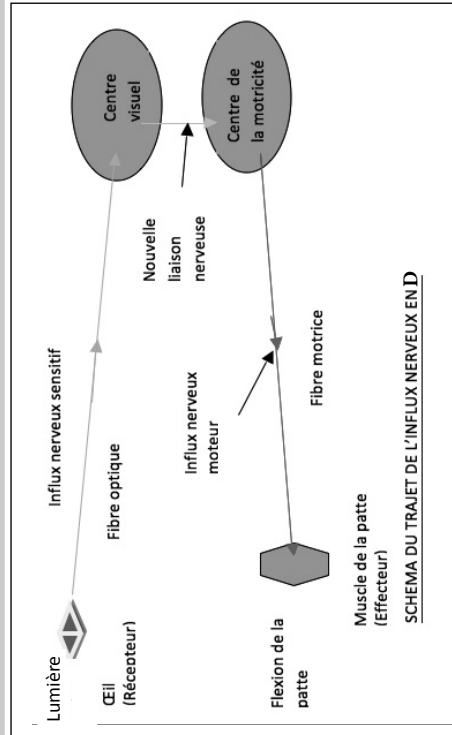 Lumière
Œil
(Récepteur)
Influx nerveux sensitif
Fibre optique
Centre
visuel
Nouvelle
liaison
nerveuse
Centre de
la motricité
Influx nerveux
moteur
Fibre motrice
Flexion de la
patte
Muscle de la patte
(Effecteur)
SCHEMA DU TRAJET DE L'INFLUX NERVEUX EN D